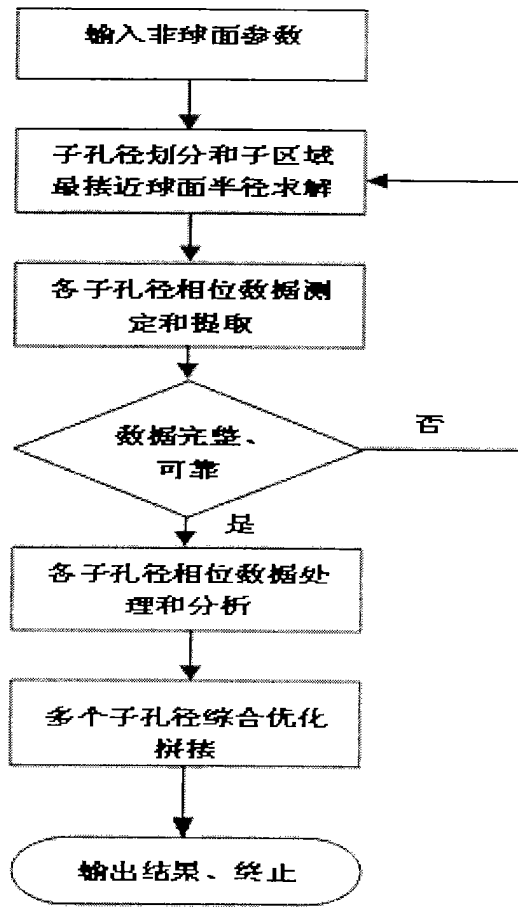 输入非球面参数
子孔径划分和子区域
最接近球面半径求解
各子孔径相位数据测
定和提取
数据完整、
可靠
否
是
各子孔径相位数据处
理和分析
多个子孔径综合优化
拼接
输出结果、终止